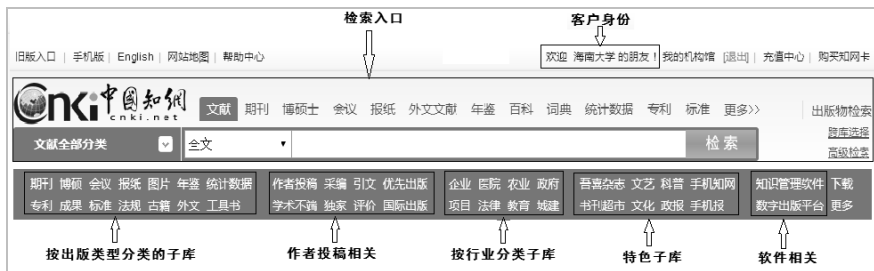 检索入口
客户身份
旧版入口 | 手机版 | English | 网站地图 | 帮助中心
欢迎 海南大学 的朋友！ 我的机构馆 [退出] | 充值中心 | 购买知网卡
cnki 中国知网
cnki.net
文献 期刊 博硕士 会议 报纸 外文文献 年鉴 百科 词典 统计数据 专利 标准 更多>>
出版物检索
文献全部分类 全文 检索
跨库选择
高级检索
期刊 博硕 会议 报纸 图片 年鉴 统计数据
专利 成果 标准 法规 古籍 外文 工具书
作者投稿 采编 引文 优先出版
学术不端 独家 评价 国际出版
企业 医院 农业 政府
项目 法律 教育 城建
吾喜杂志 文艺 科普 手机知网
书刊超市 文化 政报 手机报
知识管理软件 下载
数字出版平台 更多
按出版类型分类的子库
作者投稿相关
按行业分类子库
特色子库
软件相关